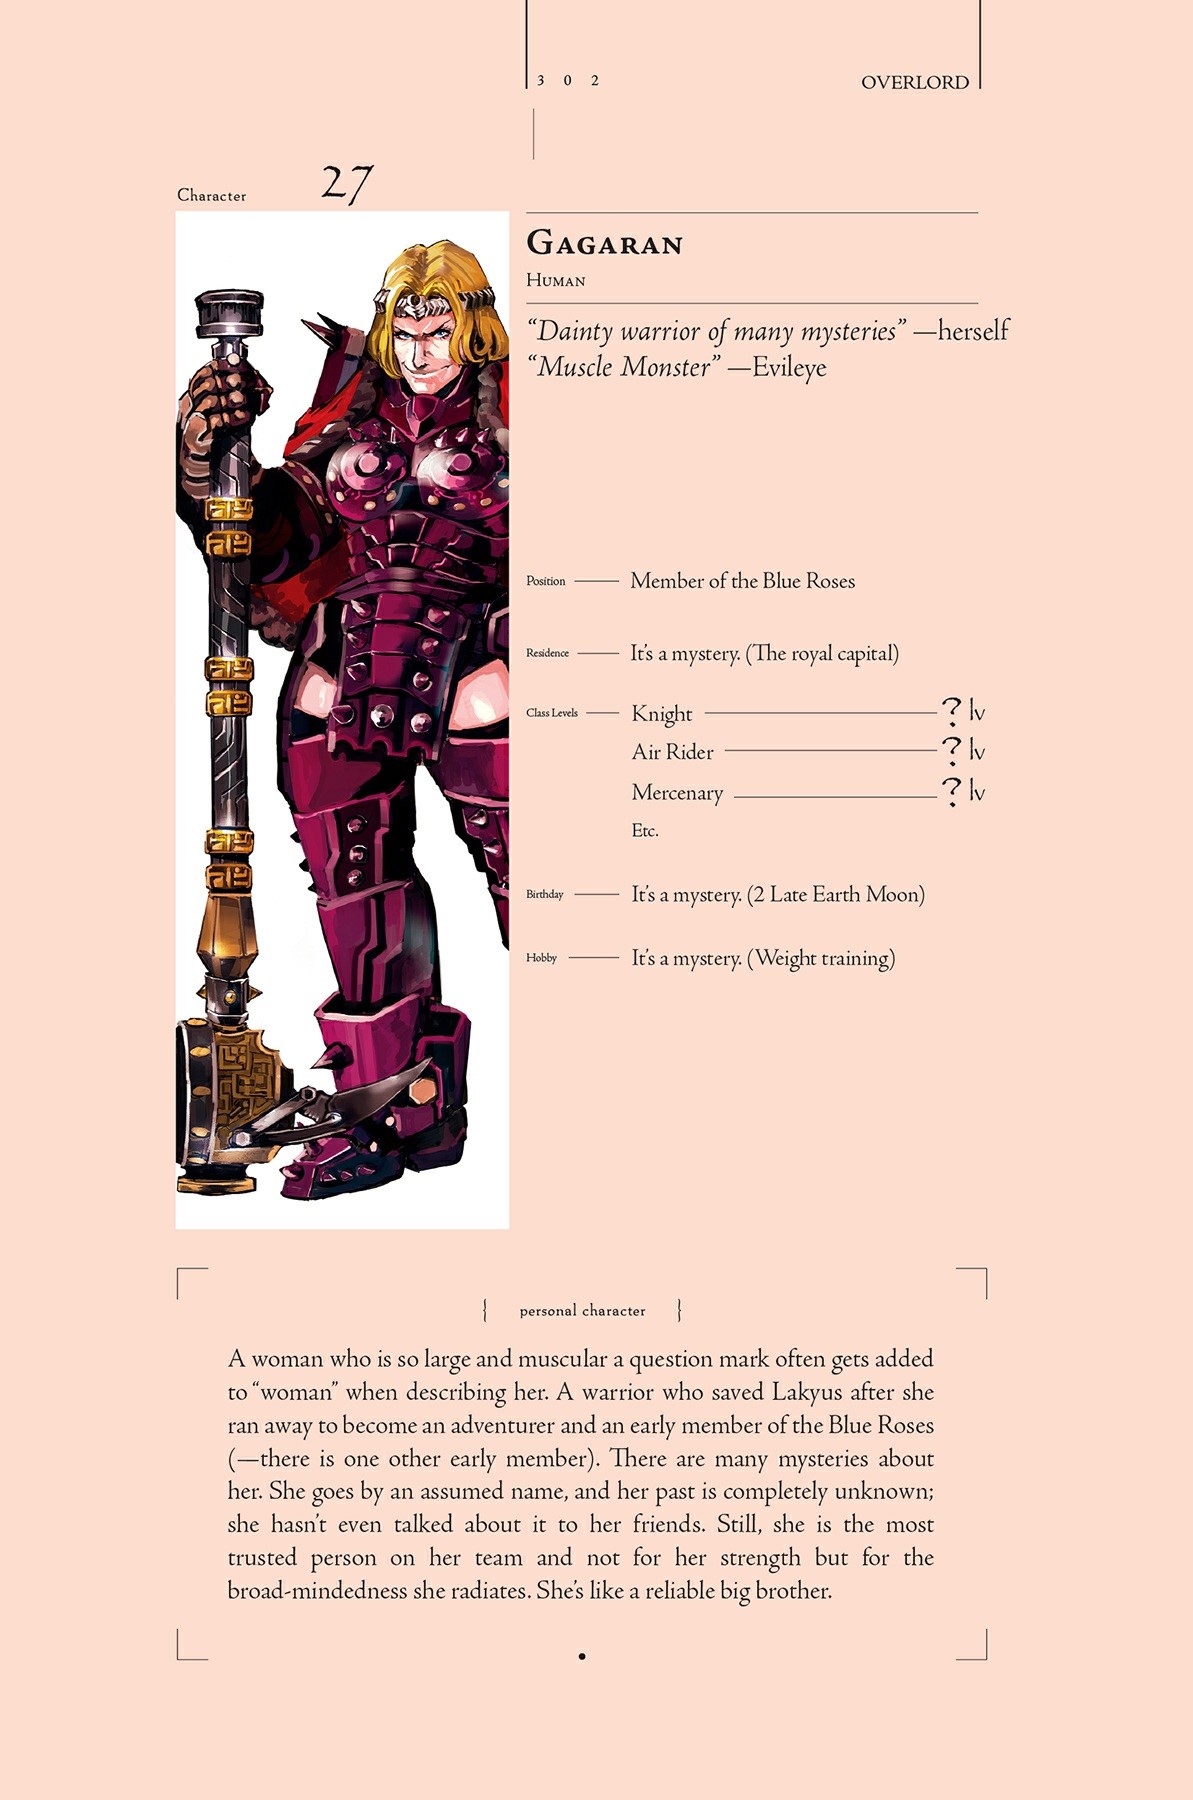 3 0 2
OVERLORD
Character 27
GAGARAN
HUMAN
“Dainty warrior of many mysteries” —herself
“Muscle Monster” —Evileye
Position Member of the Blue Roses
Residence It’s a mystery. (The royal capital)
Class Levels Knight ? lv
Air Rider ? lv
Mercenary ? lv
Etc.
Birthday It’s a mystery. (2 Late Earth Moon)
Hobby It’s a mystery. (Weight training)
{ personal character }
A woman who is so large and muscular a question mark often gets added
to “woman” when describing her. A warrior who saved Lakyus after she
ran away to become an adventurer and an early member of the Blue Roses
(—there is one other early member). There are many mysteries about
her. She goes by an assumed name, and her past is completely unknown;
she hasn’t even talked about it to her friends. Still, she is the most
trusted person on her team and not for her strength but for the
broad-mindedness she radiates. She’s like a reliable big brother.